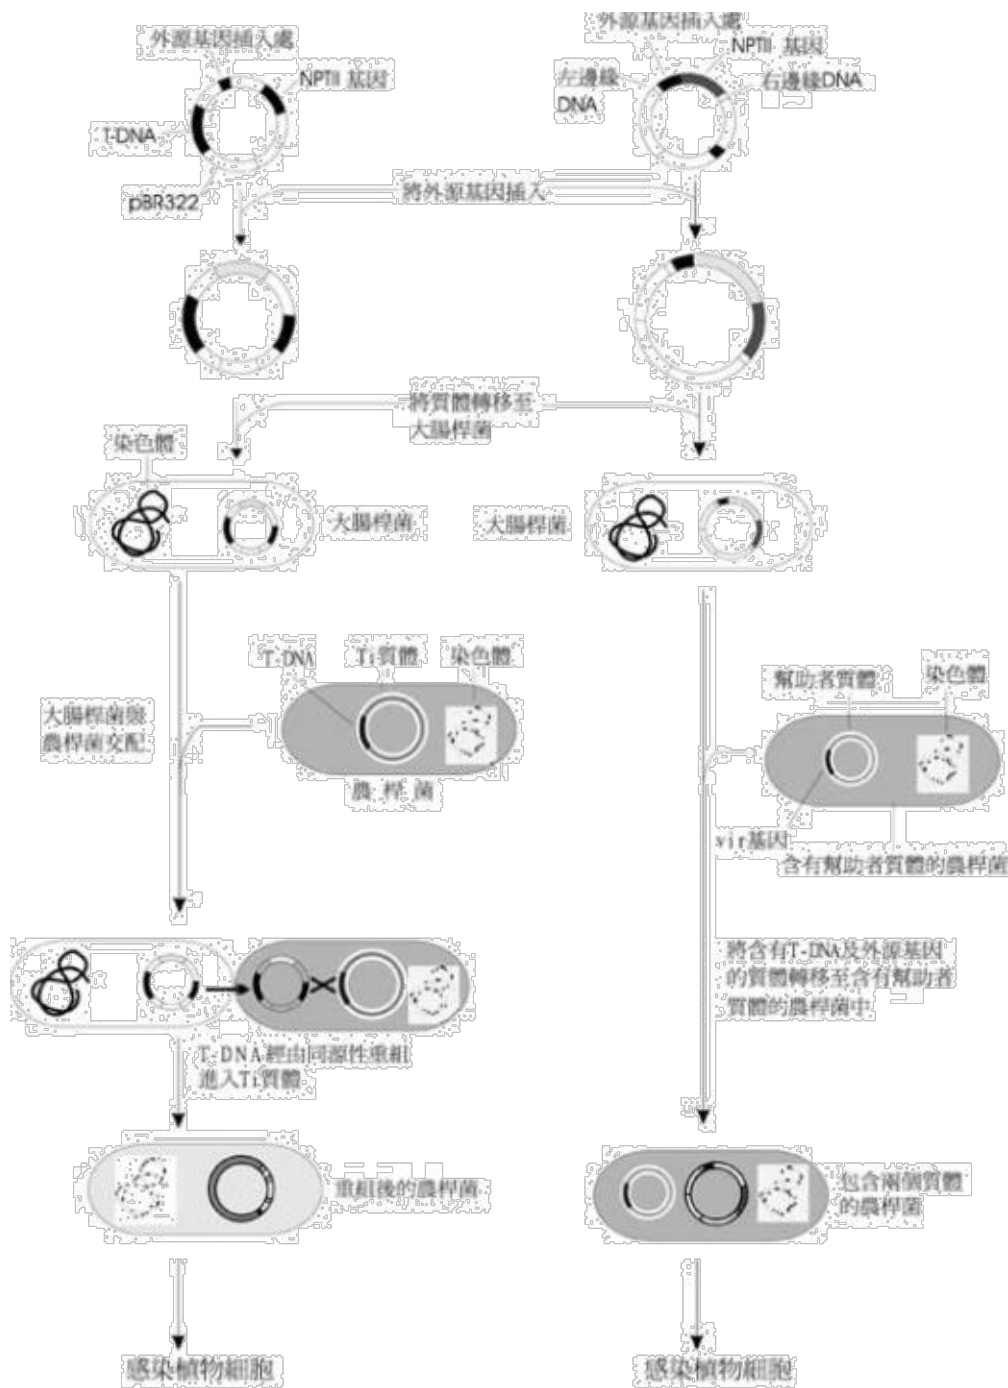 外源基因插入處
NPTII 基因
T-DNA
pBR322
外源基因插入處
NPTII 基因
左邊緣
DNA
右邊緣DNA
將外源基因插入
將質體轉移至
大腸桿菌
染色體
大腸桿菌
大腸桿菌
T-DNA
Ti質體
染色體
大腸桿菌與
農桿菌交配
農桿菌
幫助者質體
染色體
vir基因
含有幫助者質體的農桿菌
將含有T-DNA及外源基因
的質體轉移至含有幫助者
質體的農桿菌中
T-DNA經由同源性重組
進入Ti質體
重組後的農桿菌
包含兩個質體
的農桿菌
感染植物細胞
感染植物細胞